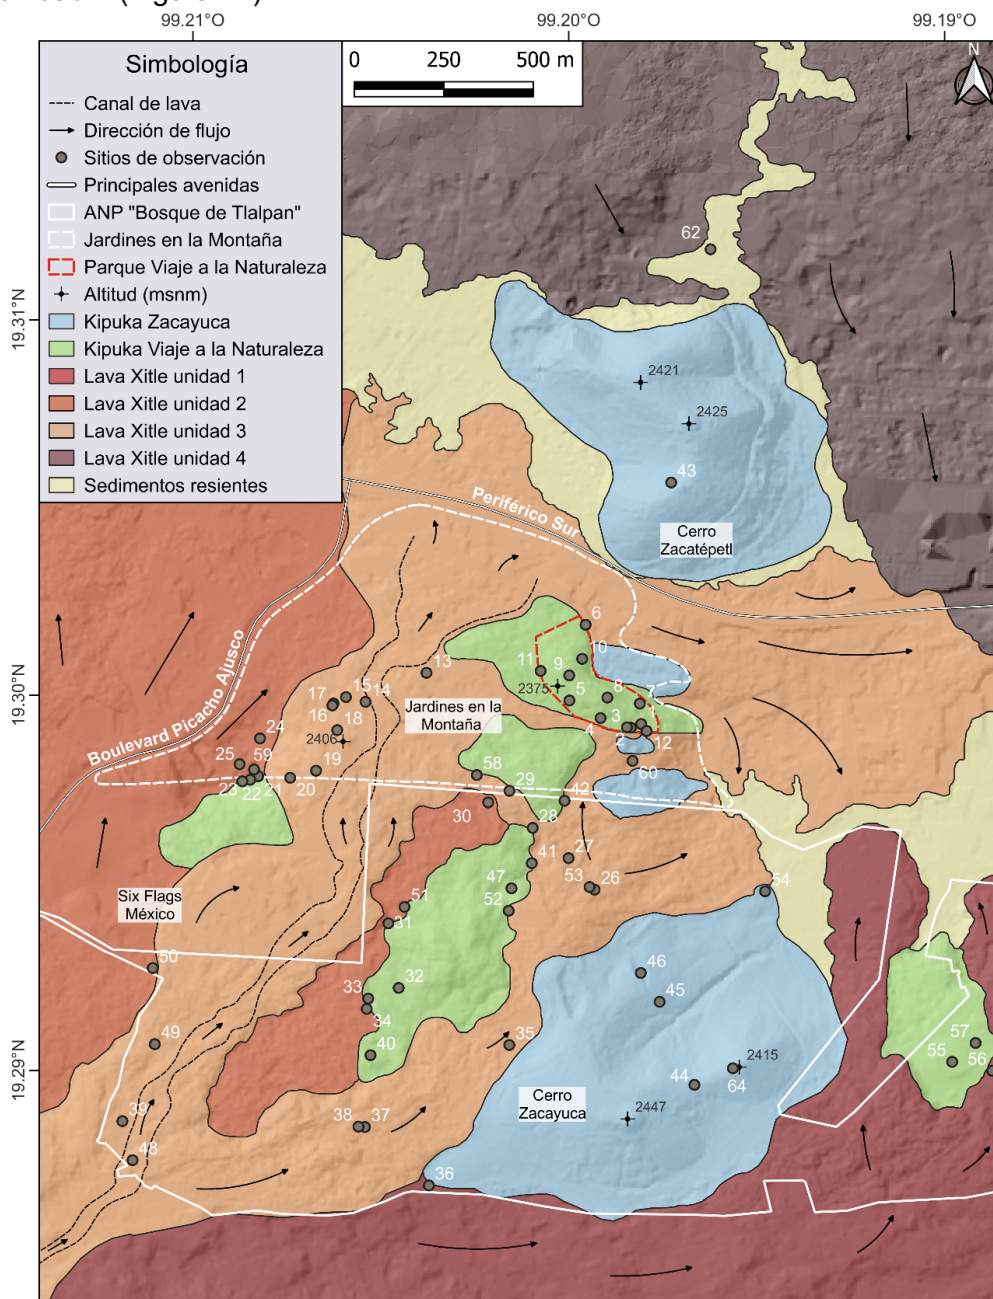 99.21°O
99.20°O
99.19°O
Simbología
Canal de lava
Dirección de flujo
Sitios de observación
Principales avenidas
ANP "Bosque de Tlalpan"
Jardines en la Montaña
Parque Viaje a la Naturaleza
Altitud (msnm)
Kipuka Zacayuca
Kipuka Viaje a la Naturaleza
Lava Xitle unidad 1
Lava Xitle unidad 2
Lava Xitle unidad 3
Lava Xitle unidad 4
Sedimentos resientes
0 250 500 m
N
62
19.31°N
2421
2425
43
Cerro
Zacatépetl
Periférico Sur
6
10
13
11
9
2375
5
8
7
19.30°N
17
15
14
16
18
Jardines en la
Montaña
3
1
4
2
12
2406
Boulevard Picacho Ajusco
24
25
59
19
58
60
23
22
21
20
29
42
30
28
41
27
47
53
26
54
Six Flags
México
51
52
31
50
46
33
32
45
34
49
35
40
19.29°N
57
55
56
2415
44
64
Cerro
Zacayuca
2447
39
38
37
48
36